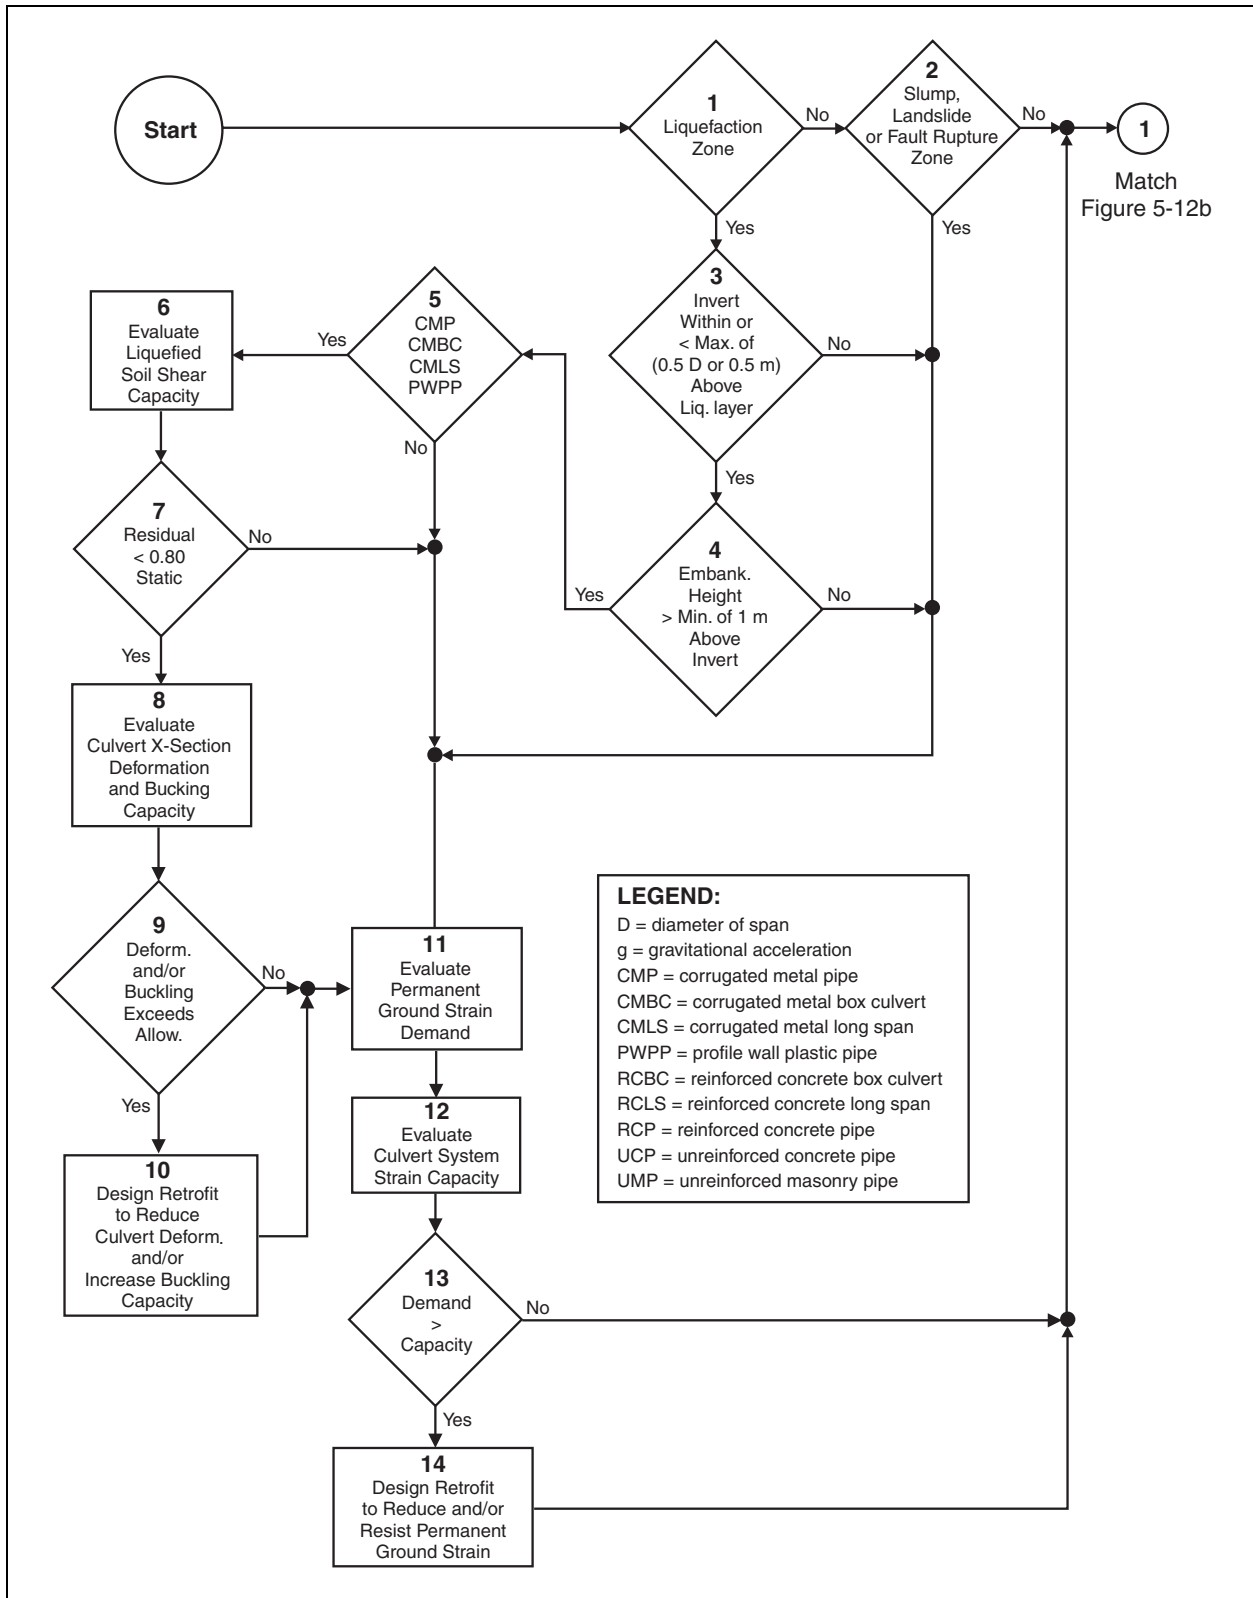 Start
1
Liquefaction
Zone
No
2
Slump,
Landslide
or Fault Rupture
Zone
No
1
Match
Figure 5-12b
Yes
Yes
3
Invert
Within or
< Max. of
(0.5 D or 0.5 m)
Above
Liq. layer
No
Yes
4
Embank.
Height
> Min. of 1 m
Above
Invert
No
Yes
5
CMP
CMBC
CMLS
PWPP
Yes
No
6
Evaluate
Liquefied
Soil Shear
Capacity
7
Residual
< 0.80
Static
No
Yes
8
Evaluate
Culvert X-Section
Deformation
and Bucking
Capacity
9
Deform.
and/or
Buckling
Exceeds
Allow.
No
Yes
10
Design Retrofit
to Reduce
Culvert Deform.
and/or
Increase Buckling
Capacity
11
Evaluate
Permanent
Ground Strain
Demand
12
Evaluate
Culvert System
Strain Capacity
13
Demand
>
Capacity
No
Yes
14
Design Retrofit
to Reduce and/or
Resist Permanent
Ground Strain
LEGEND:
D = diameter of span
g = gravitational acceleration
CMP = corrugated metal pipe
CMBC = corrugated metal box culvert
CMLS = corrugated metal long span
PWPP = profile wall plastic pipe
RCBC = reinforced concrete box culvert
RCLS = reinforced concrete long span
RCP = reinforced concrete pipe
UCP = unreinforced concrete pipe
UMP = unreinforced masonry pipe